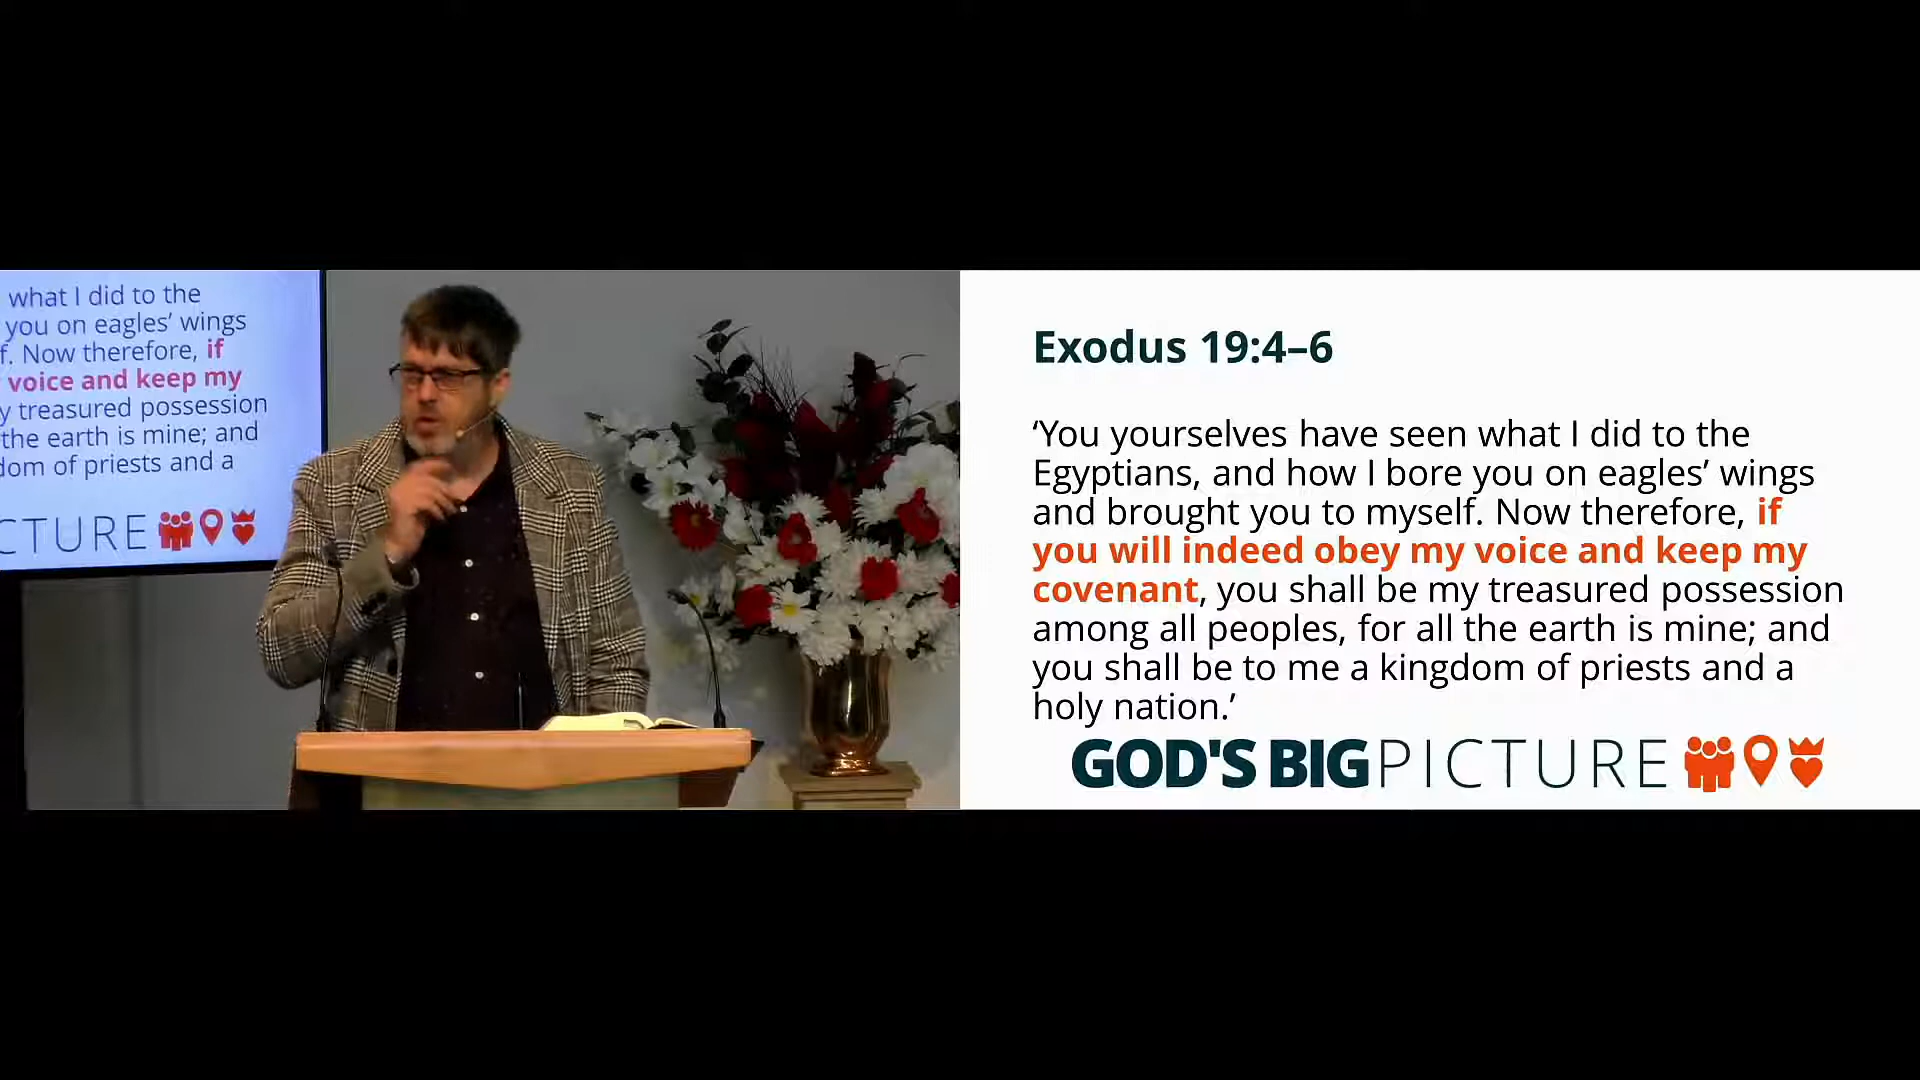 what I did to the
you on eagles’ wings
f. Now therefore, if
voice and keep my
y treasured possession
the earth is mine; and
dom of priests and a
CTURE
Exodus 19:4–6
‘You yourselves have seen what I did to the
Egyptians, and how I bore you on eagles’ wings
and brought you to myself. Now therefore, if
you will indeed obey my voice and keep my
covenant, you shall be my treasured possession
among all peoples, for all the earth is mine; and
you shall be to me a kingdom of priests and a
holy nation.’
GOD'S BIG PICTURE